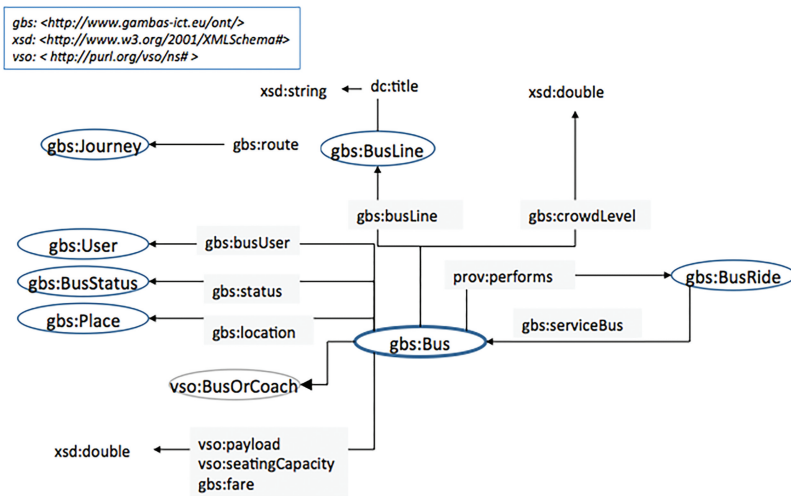 gbs: <http://www.gambas-ict.eu/ont/>
xsd: <http://www.w3.org/2001/XMLSchema#>
vso: < http://purl.org/vso/ns# >
xsd:string
dc:title
xsd:double
gbs:Journey
gbs:route
gbs:BusLine
gbs:busLine
gbs:crowdLevel
gbs:User
gbs:busUser
gbs:BusStatus
gbs:status
prov:performs
gbs:BusRide
gbs:Place
gbs:location
gbs:serviceBus
gbs:Bus
vso:BusOrCoach
xsd:double
vso:payload
vso:seatingCapacity
gbs:fare